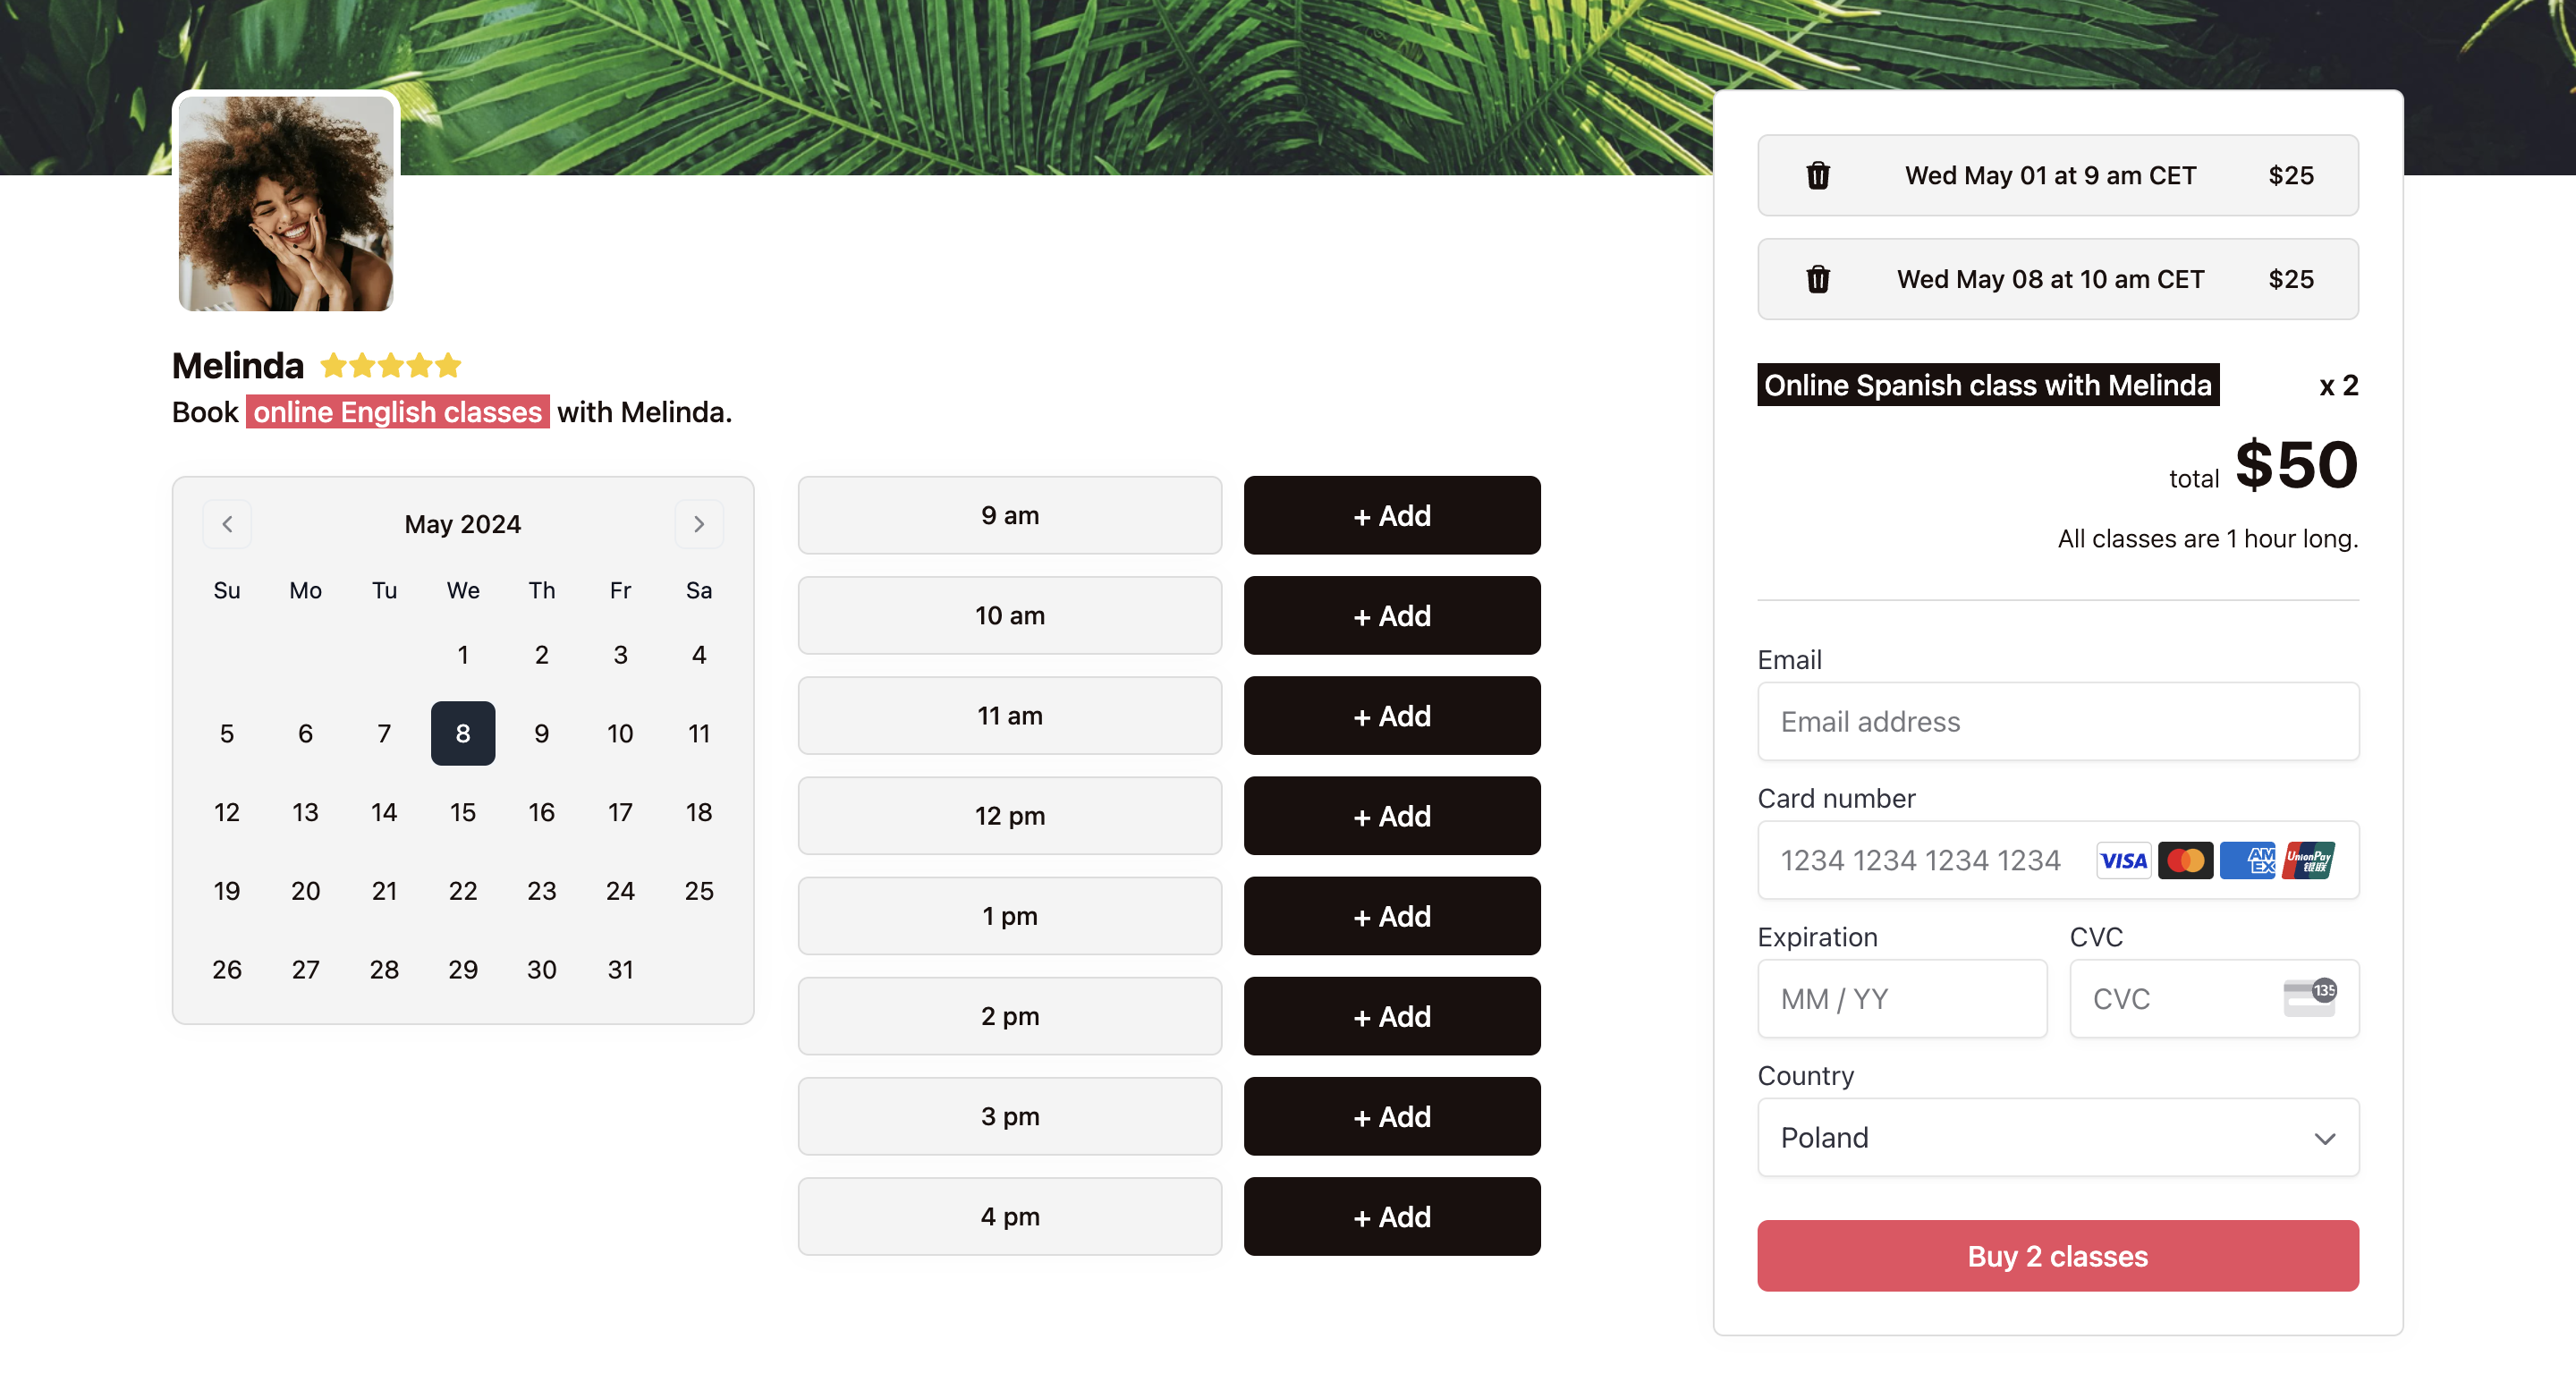 Melinda
Book online English classes with Melinda.
May 2024
Su Mo Tu We Th Fr Sa
1 2 3 4
5 6 7 8 9 10 11
12 13 14 15 16 17 18
19 20 21 22 23 24 25
26 27 28 29 30 31
9 am + Add
10 am + Add
11 am + Add
12 pm + Add
1 pm + Add
2 pm + Add
3 pm + Add
4 pm + Add
Wed May 01 at 9 am CET $25
Wed May 08 at 10 am CET $25
Online Spanish class with Melinda x 2
total $50
All classes are 1 hour long.
Email
Email address
Card number
1234 1234 1234 1234 VISA AM EX UnionPay 银联
Expiration CVC
MM / YY CVC 135
Country
Poland
Buy 2 classes